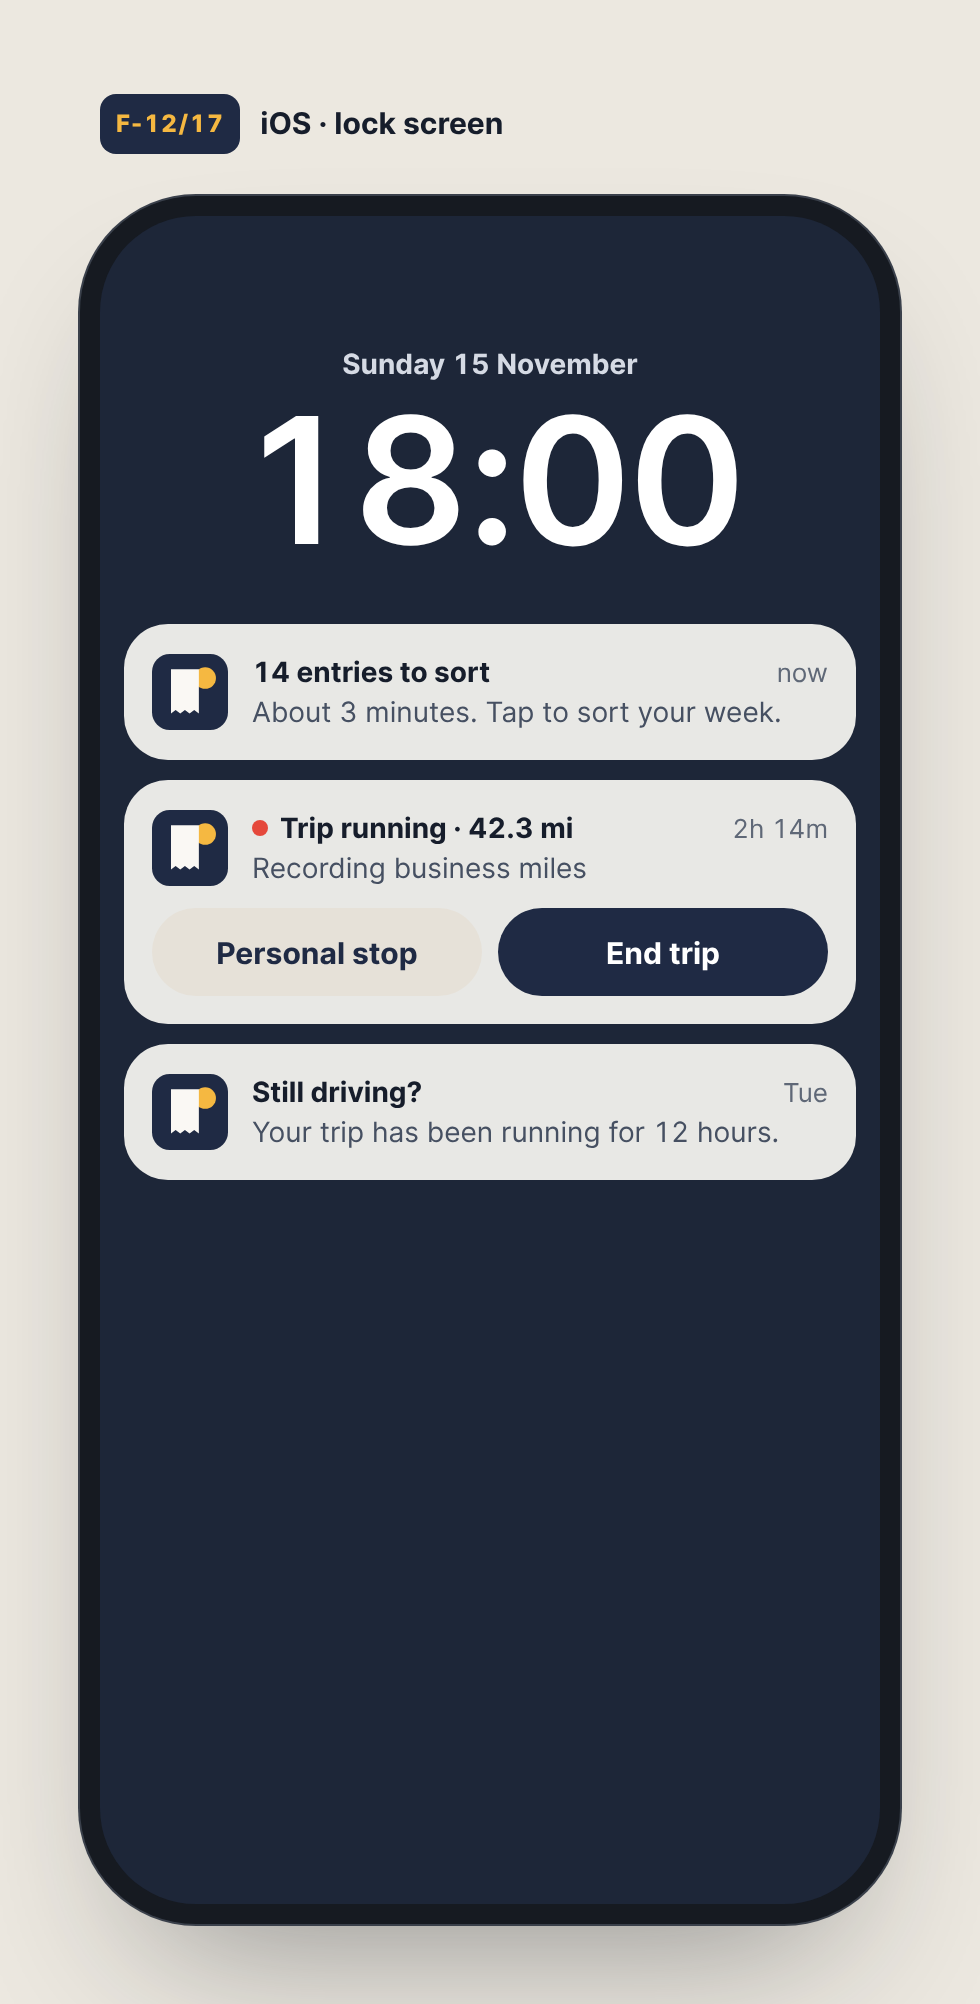 F-12/17
iOS · lock screen
Sunday 15 November
18:00
14 entries to sort
now
About 3 minutes. Tap to sort your week.
Trip running · 42.3 mi
2h 14m
Recording business miles
Personal stop
End trip
Still driving?
Tue
Your trip has been running for 12 hours.